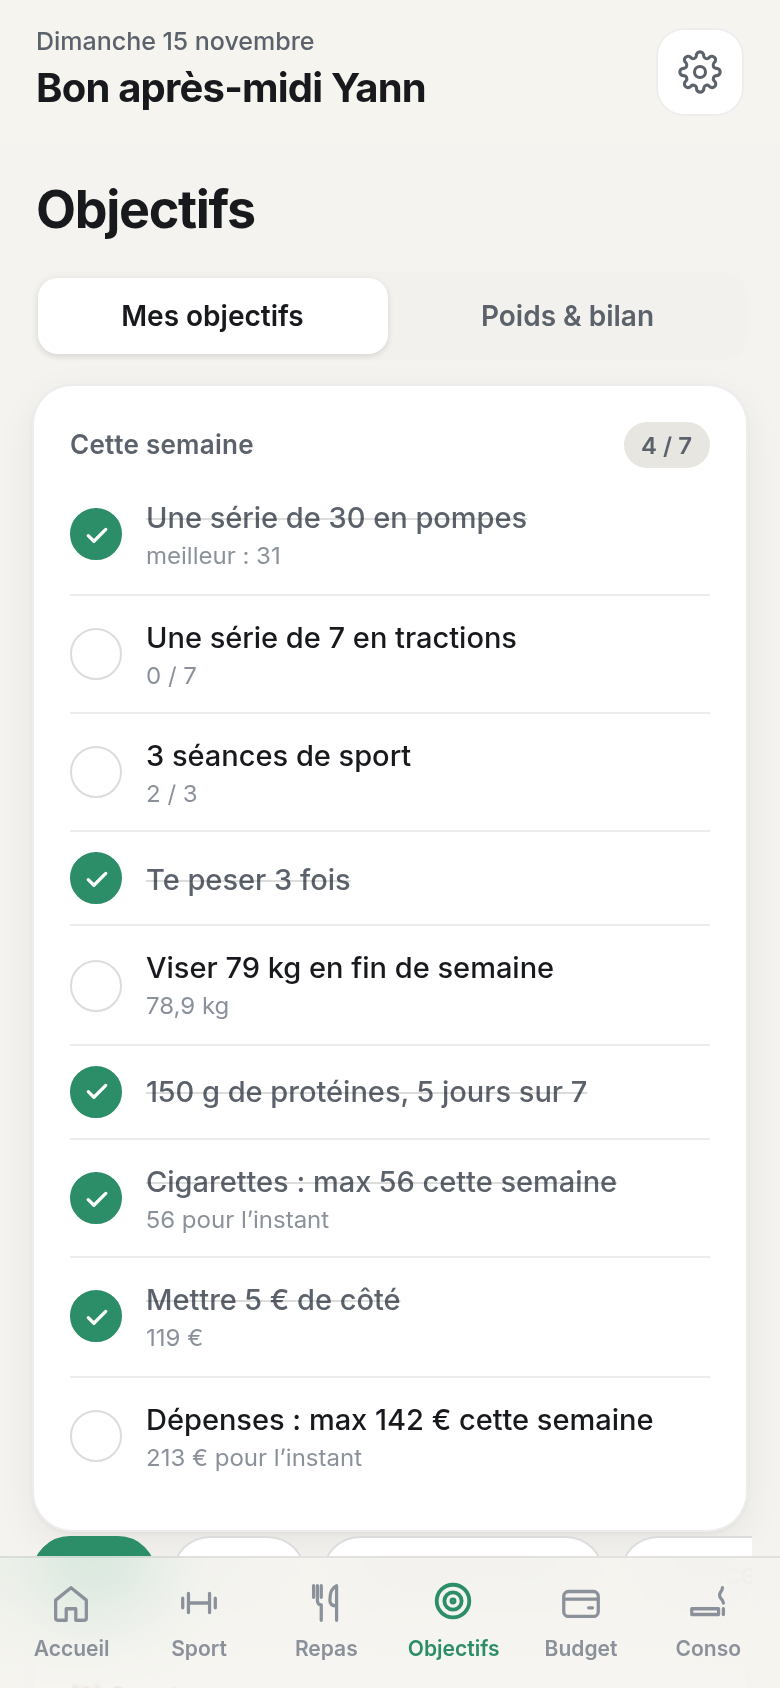 Dimanche 15 novembre
Bon après-midi Yann
Objectifs
Mes objectifs
Poids & bilan
Cette semaine
4 / 7
Une série de 30 en pompes
meilleur : 31
Une série de 7 en tractions
0 / 7
3 séances de sport
2 / 3
Te peser 3 fois
Viser 79 kg en fin de semaine
78,9 kg
150 g de protéines, 5 jours sur 7
Cigarettes : max 56 cette semaine
56 pour l’instant
Mettre 5 € de côté
119 €
Dépenses : max 142 € cette semaine
213 € pour l’instant
Accueil
Sport
Repas
Objectifs
Budget
Conso